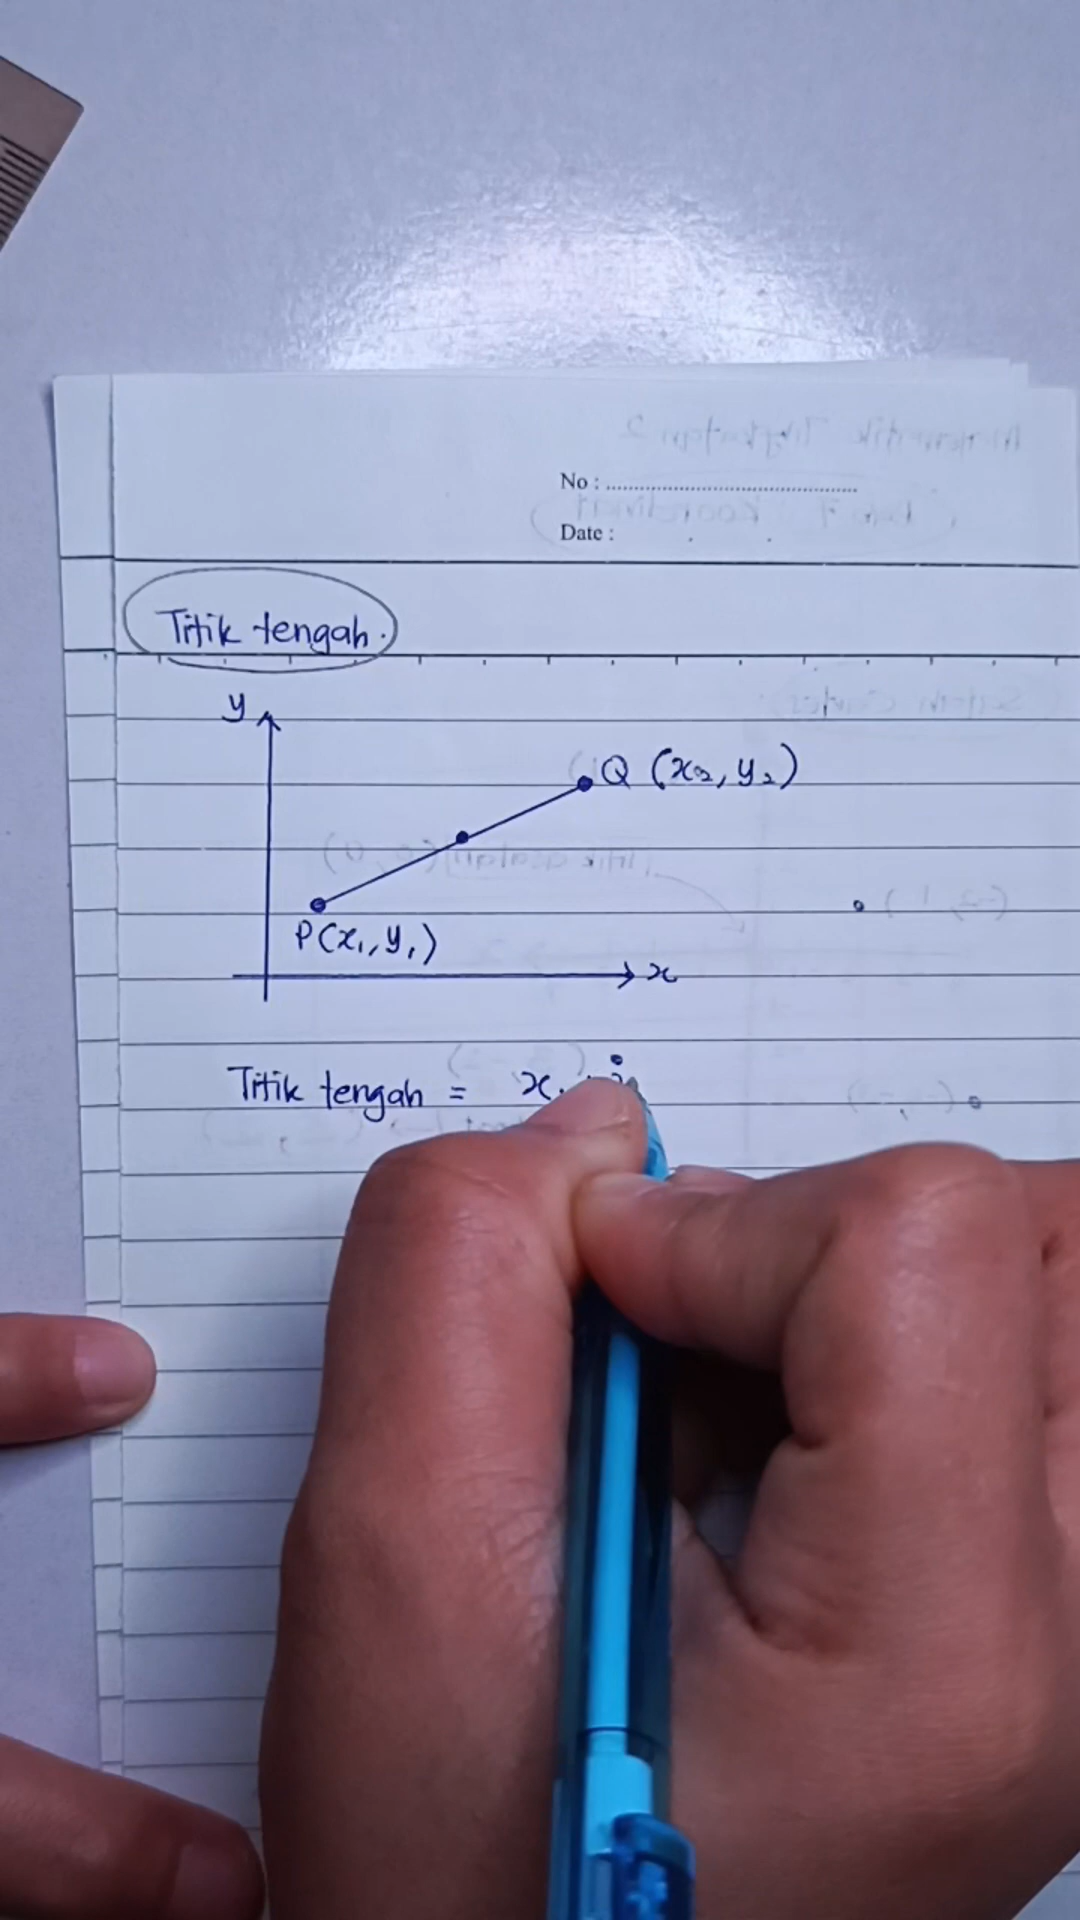 No :
Date :
Titik tengah.
y
Q (x₂, y₂)
P(x₁, y₁)
x
Titik tengah = x